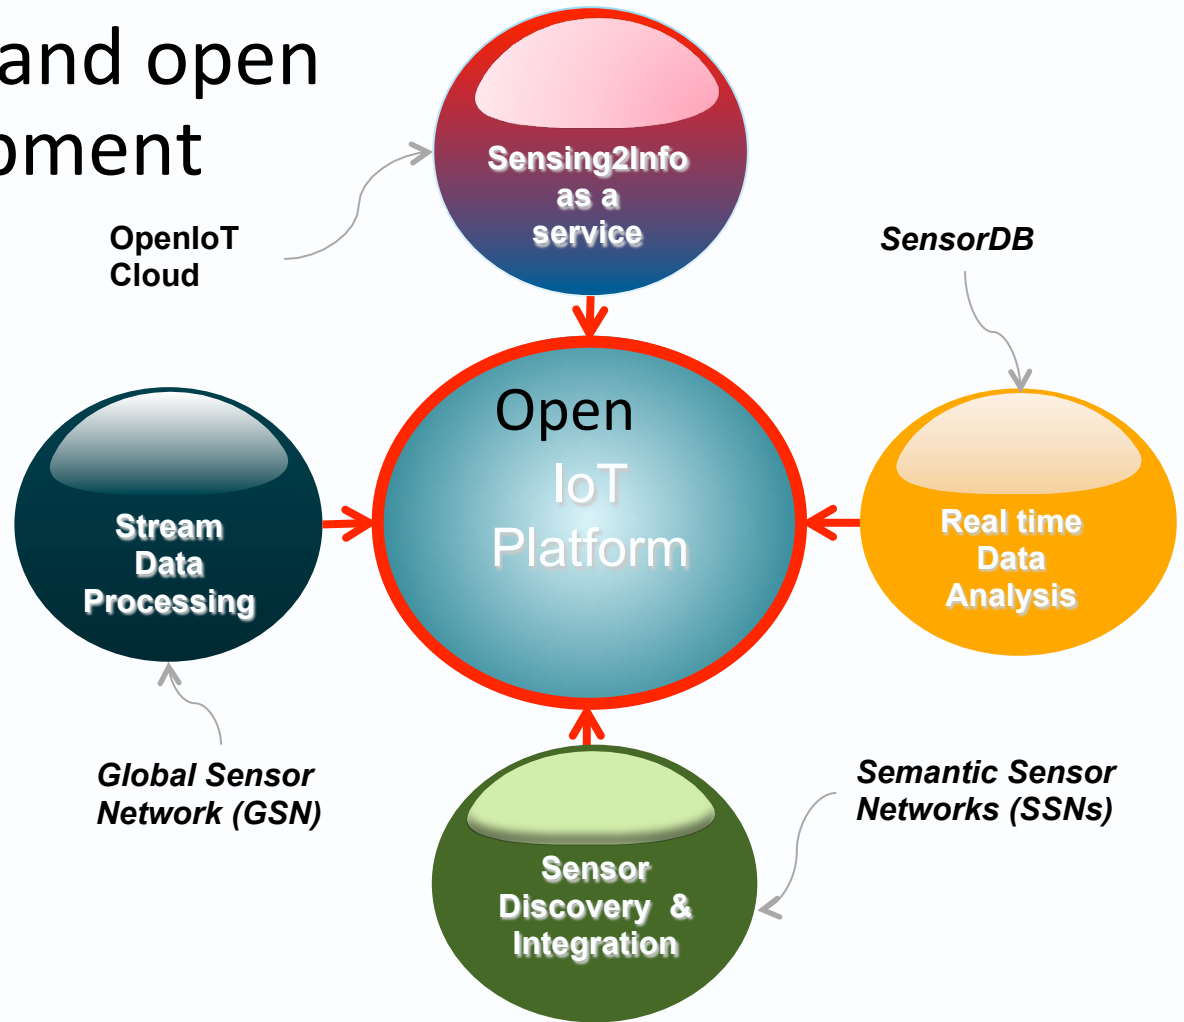 and open
pment
Sensing2Info
as a
service
OpenIoT
Cloud
SensorDB
Open
IoT
Platform
Stream
Data
Processing
Real time
Data
Analysis
Global Sensor
Network (GSN)
Semantic Sensor
Networks (SSNs)
Sensor
Discovery &
Integration